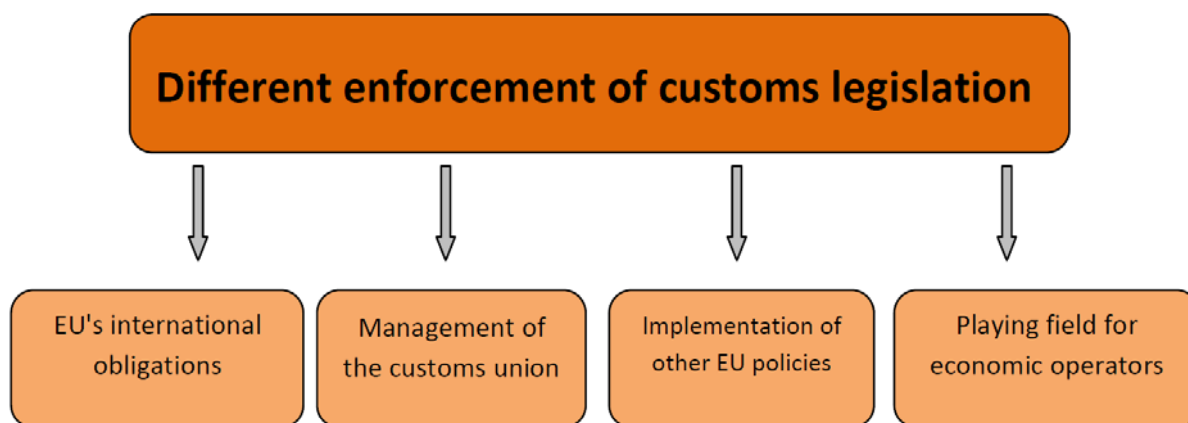 Different enforcement of customs legislation
EU's international
obligations
Management of
the customs union
Implementation of
other EU policies
Playing field for
economic operators